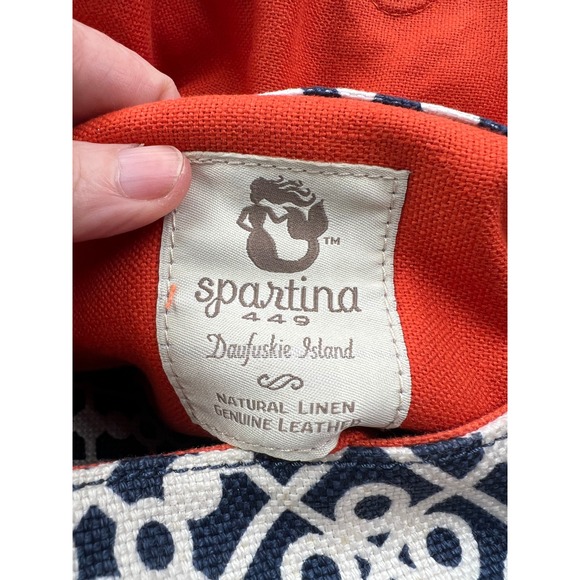 TM
spartina
449
Daufuskie Island
NATURAL LINEN
GENUINE LEATHER